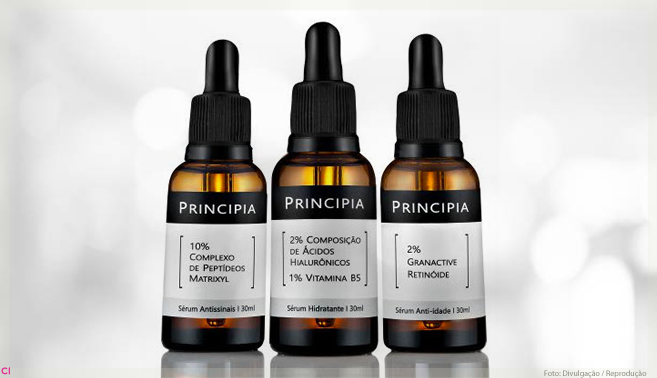 PRINCIPIA
10%
COMPLEXO
DE PEPTÍDEOS
MATRIXYL
Sérum Antissinais | 30ml
PRINCIPIA
2% COMPOSIÇÃO
DE ÁCIDOS
HIALURÔNICOS
1% VITAMINA B5
Sérum Hidratante | 30ml
PRINCIPIA
2%
GRANACTIVE
RETINÓIDE
Sérum Anti-idade | 30ml
CI
Foto: Divulgação / Reprodução